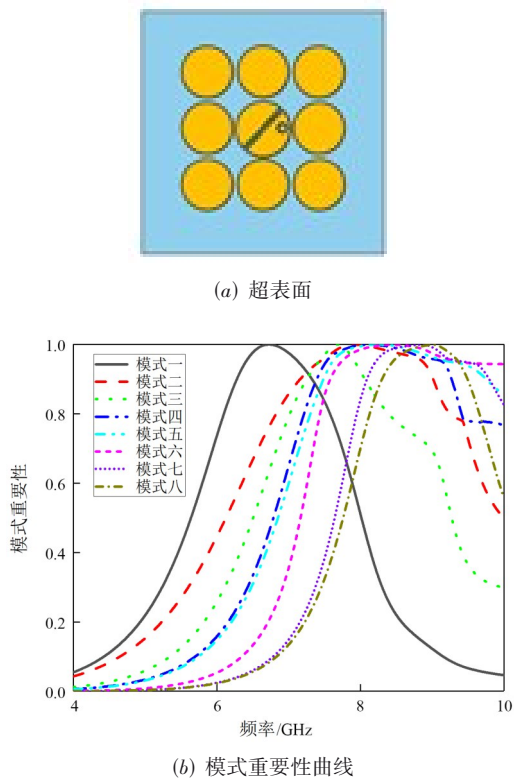 (a) 超表面
1.0
0.8
0.6
0.4
0.2
0.0
模式重要性
模式一
模式二
模式三
模式四
模式五
模式六
模式七
模式八
4 6 8 10
频率/GHz
(b) 模式重要性曲线